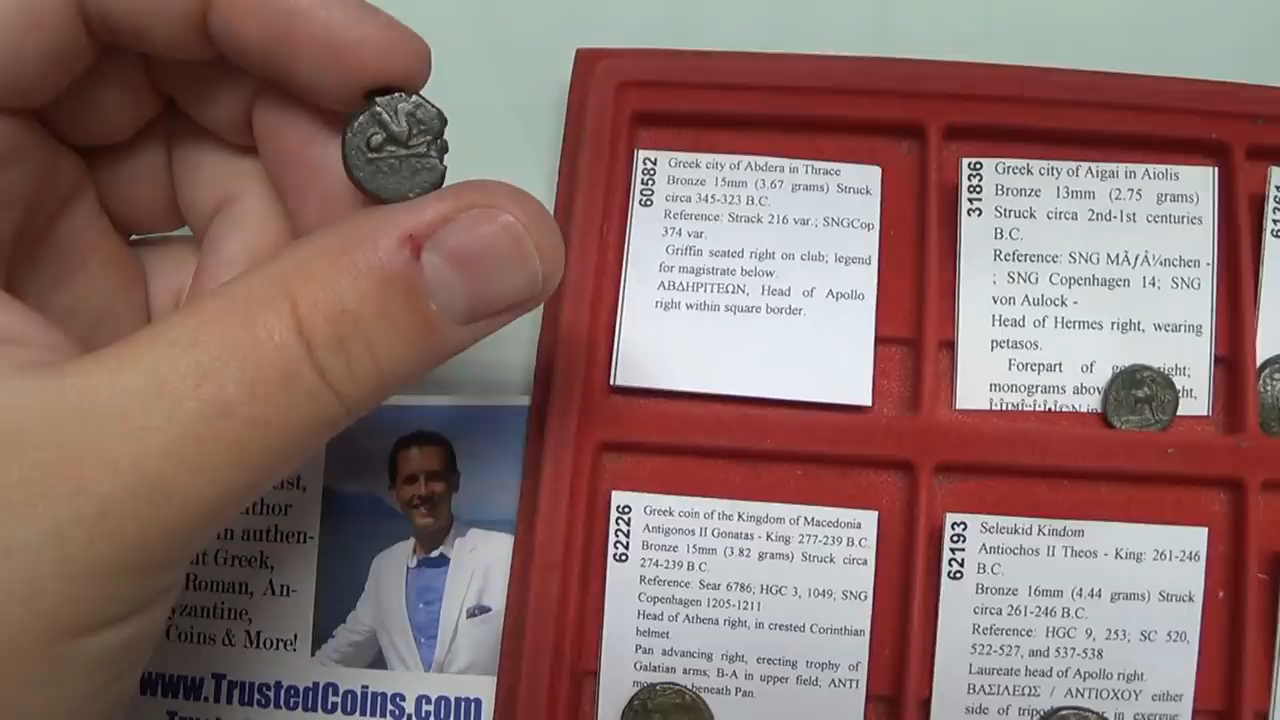 60582
Greek city of Abdera in Thrace
Bronze 15mm (3.67 grams) Struck
circa 345-323 B.C.
Reference: Strack 216 var.; SNGCop
374 var.
Griffin seated right on club; legend
for magistrate below.
ΑΒΔΗΡΙΤΕΩΝ, Head of Apollo
right within square border.
31836
Greek city of Aigai in Aiolis
Bronze 13mm (2.75 grams)
Struck circa 2nd-1st centuries
B.C.
Reference: SNG MÃƒÂ¼nchen -
; SNG Copenhagen 14; SNG
von Aulock -
Head of Hermes right, wearing
petasos.
Forepart of right;
monograms
62226
Greek coin of the Kingdom of Macedonia
Antigonos II Gonatas - King: 277-239 B.C.
Bronze 15mm (3.82 grams) Struck circa
274-239 B.C.
Reference: Sear 6786; HGC 3, 1049; SNG
Copenhagen 1205-1211
Head of Athena right, in crested Corinthian
helmet.
Pan advancing right, erecting trophy of
Galatian arms; B-A in upper field; ANTI
beneath Pan.
62193
Seleukid Kindom
Antiochos II Theos - King: 261-246
B.C.
Bronze 16mm (4.44 grams) Struck
circa 261-246 B.C.
Reference: HGC 9, 253; SC 520,
522-527, and 537-538
Laureate head of Apollo right.
ΒΑΣΙΛΕΩΣ / ΑΝΤΙΟΧΟΥ either
side of in
in authen-
Greek,
Roman, An-
Coins & More!
www.TrustedCoins.com